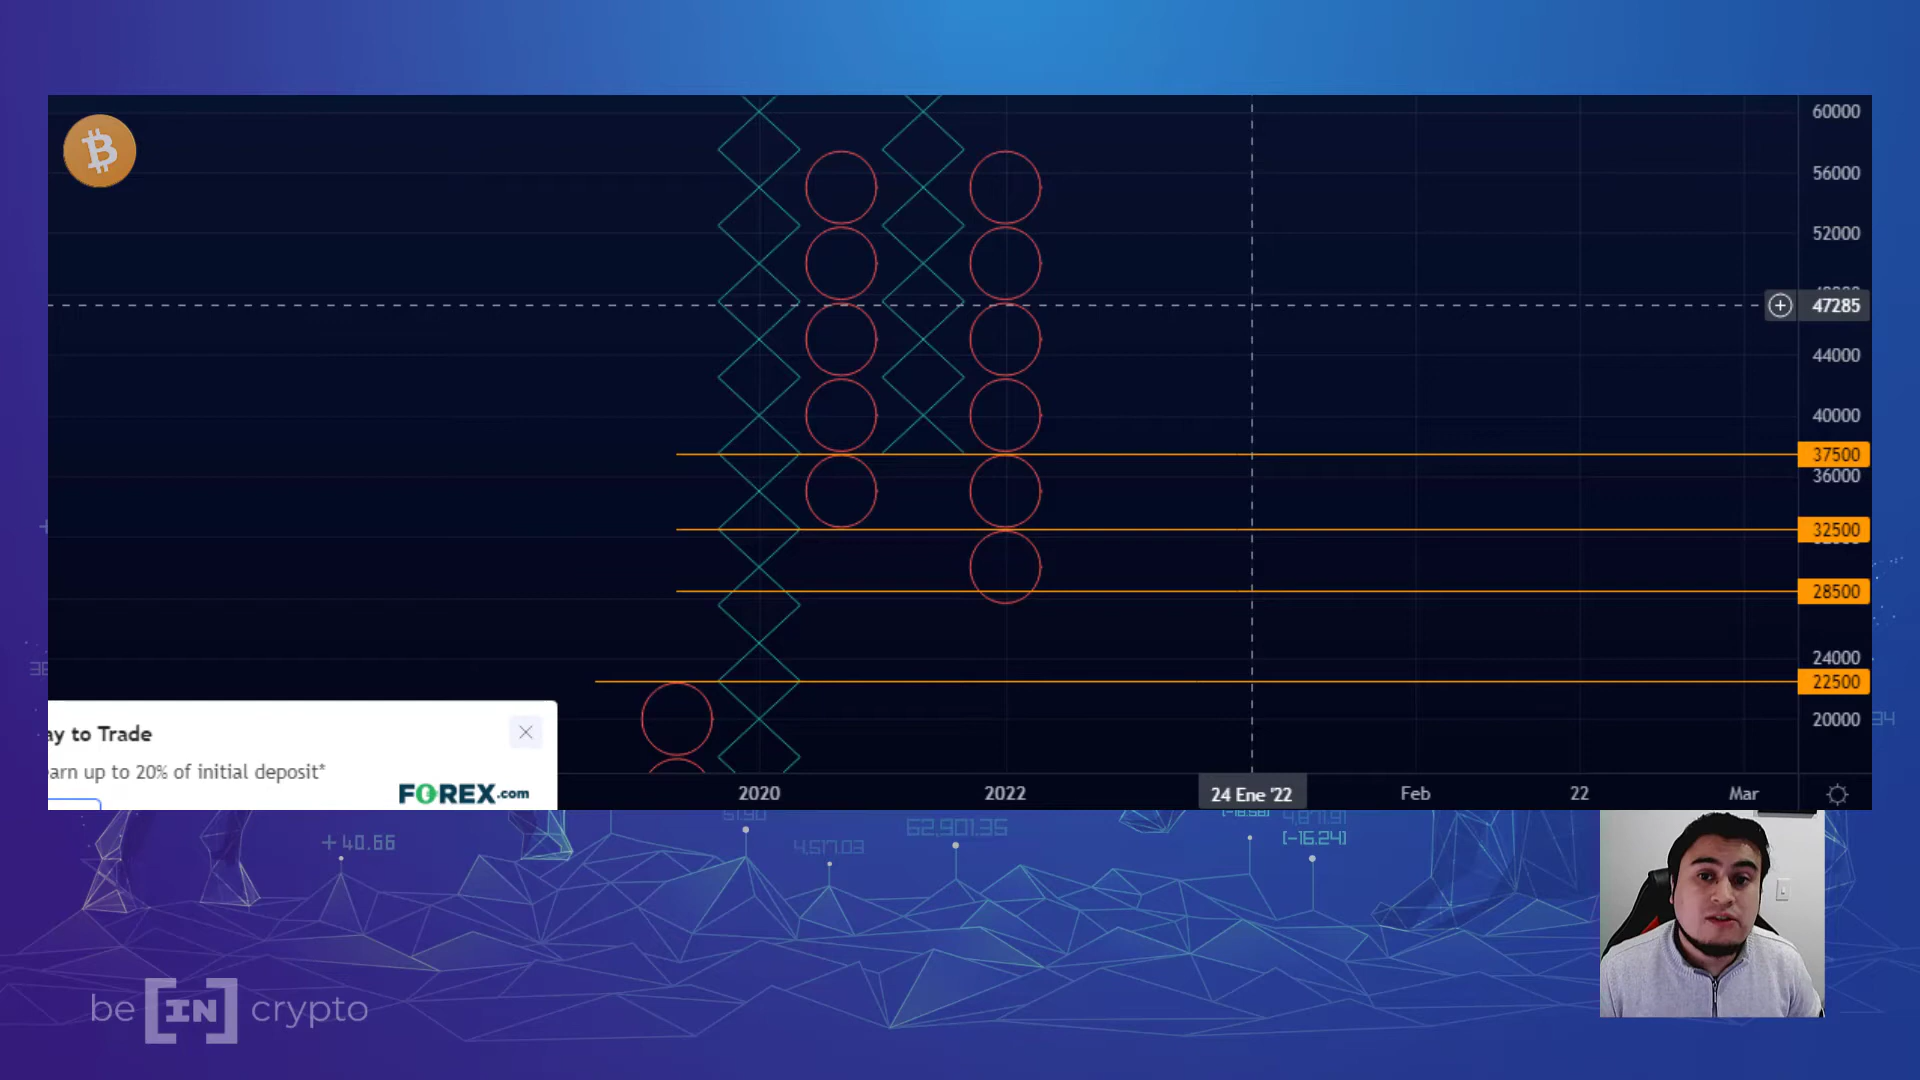 60000
56000
52000
47285
44000
40000
37500
36000
32500
28500
24000
22500
20000
ay to Trade
arn up to 20% of initial deposit*
FOREX.com
2020
2022
24 Ene '22
Feb
22
Mar
+40.66
4,517.03
62,901.35
[-16.24]
be [IN] crypto